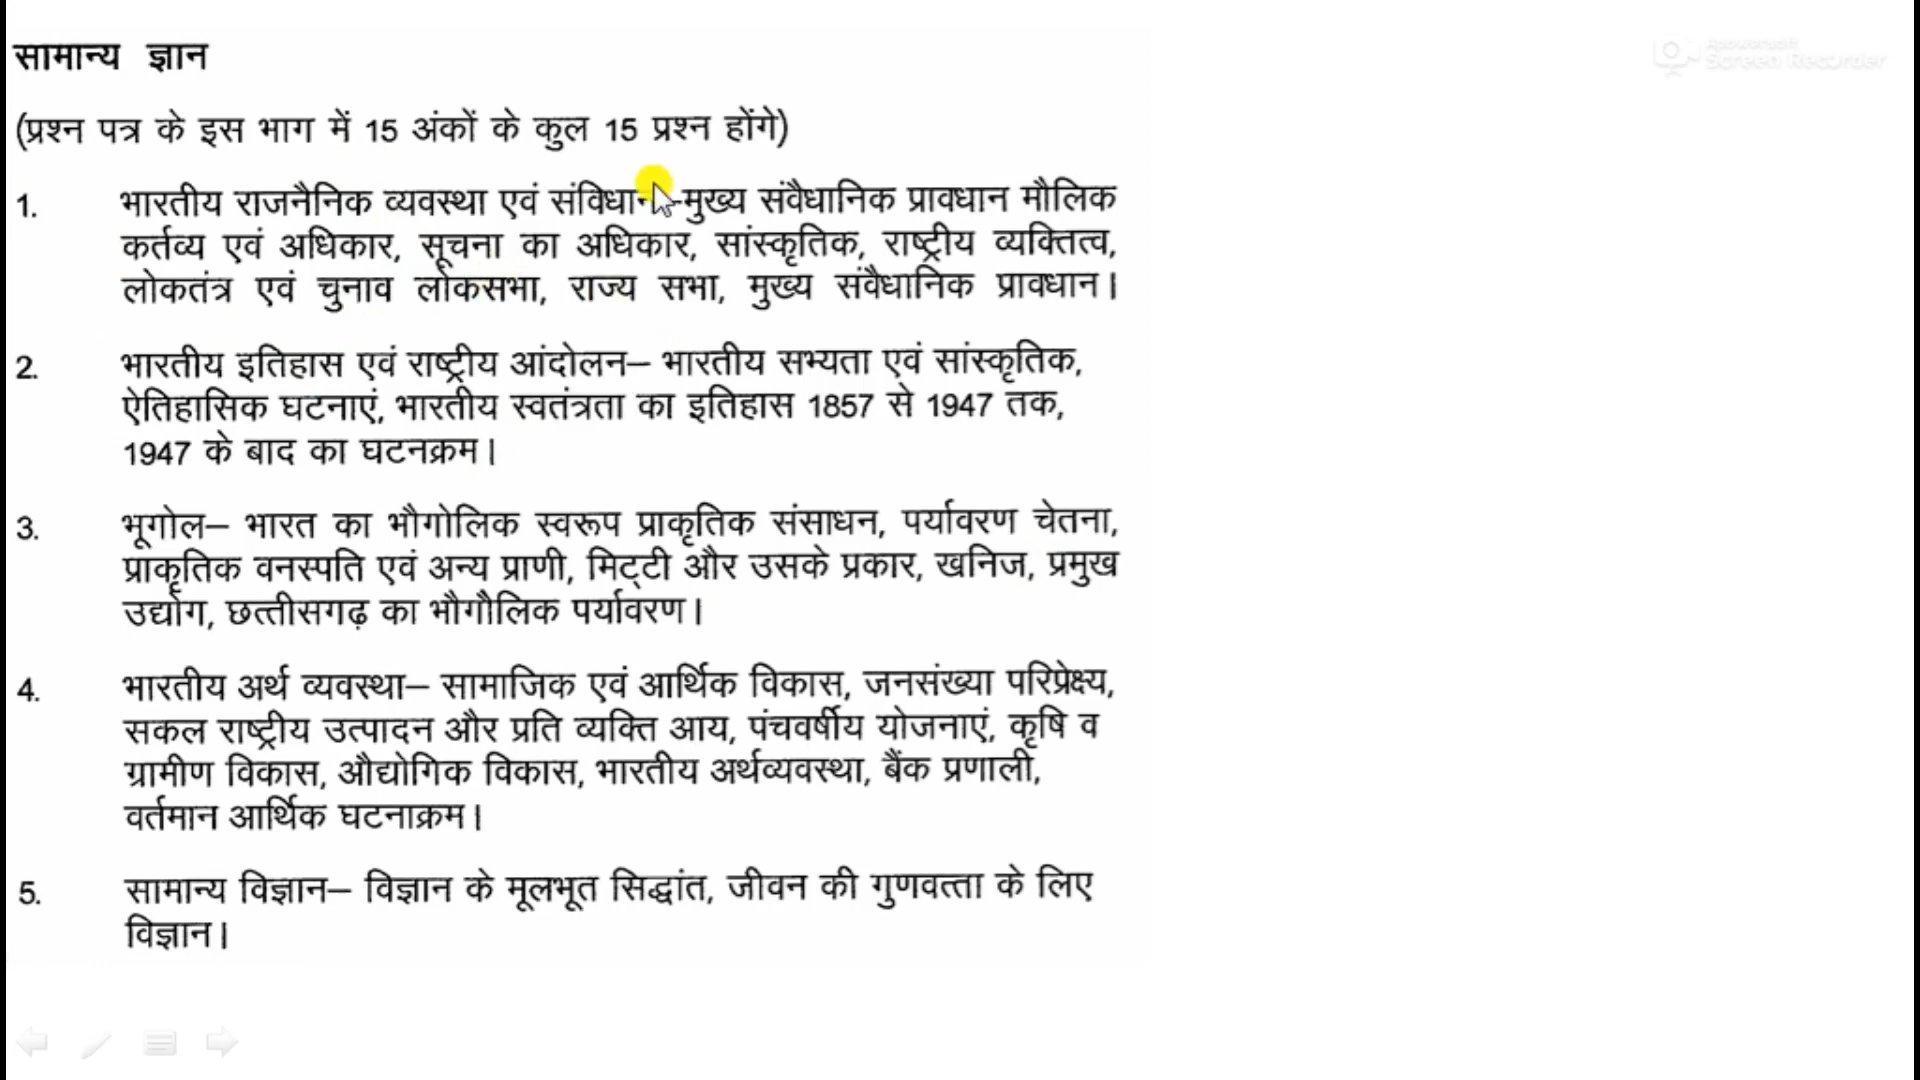 सामान्य ज्ञान
Apowersoft
Screen Recorder
(प्रश्न पत्र के इस भाग में 15 अंकों के कुल 15 प्रश्न होंगे)
1. भारतीय राजनैनिक व्यवस्था एवं संविधान-मुख्य संवैधानिक प्रावधान मौलिक
कर्तव्य एवं अधिकार, सूचना का अधिकार, सांस्कृतिक, राष्ट्रीय व्यक्तित्व,
लोकतंत्र एवं चुनाव लोकसभा, राज्य सभा, मुख्य संवैधानिक प्रावधान।
2. भारतीय इतिहास एवं राष्ट्रीय आंदोलन– भारतीय सभ्यता एवं सांस्कृतिक,
ऐतिहासिक घटनाएं, भारतीय स्वतंत्रता का इतिहास 1857 से 1947 तक,
1947 के बाद का घटनक्रम।
3. भूगोल– भारत का भौगोलिक स्वरूप प्राकृतिक संसाधन, पर्यावरण चेतना,
प्राकृतिक वनस्पति एवं अन्य प्राणी, मिट्टी और उसके प्रकार, खनिज, प्रमुख
उद्योग, छत्तीसगढ़ का भौगौलिक पर्यावरण।
4. भारतीय अर्थ व्यवस्था– सामाजिक एवं आर्थिक विकास, जनसंख्या परिप्रेक्ष्य,
सकल राष्ट्रीय उत्पादन और प्रति व्यक्ति आय, पंचवर्षीय योजनाएं, कृषि व
ग्रामीण विकास, औद्योगिक विकास, भारतीय अर्थव्यवस्था, बैंक प्रणाली,
वर्तमान आर्थिक घटनाक्रम।
5. सामान्य विज्ञान– विज्ञान के मूलभूत सिद्धांत, जीवन की गुणवत्ता के लिए
विज्ञान।